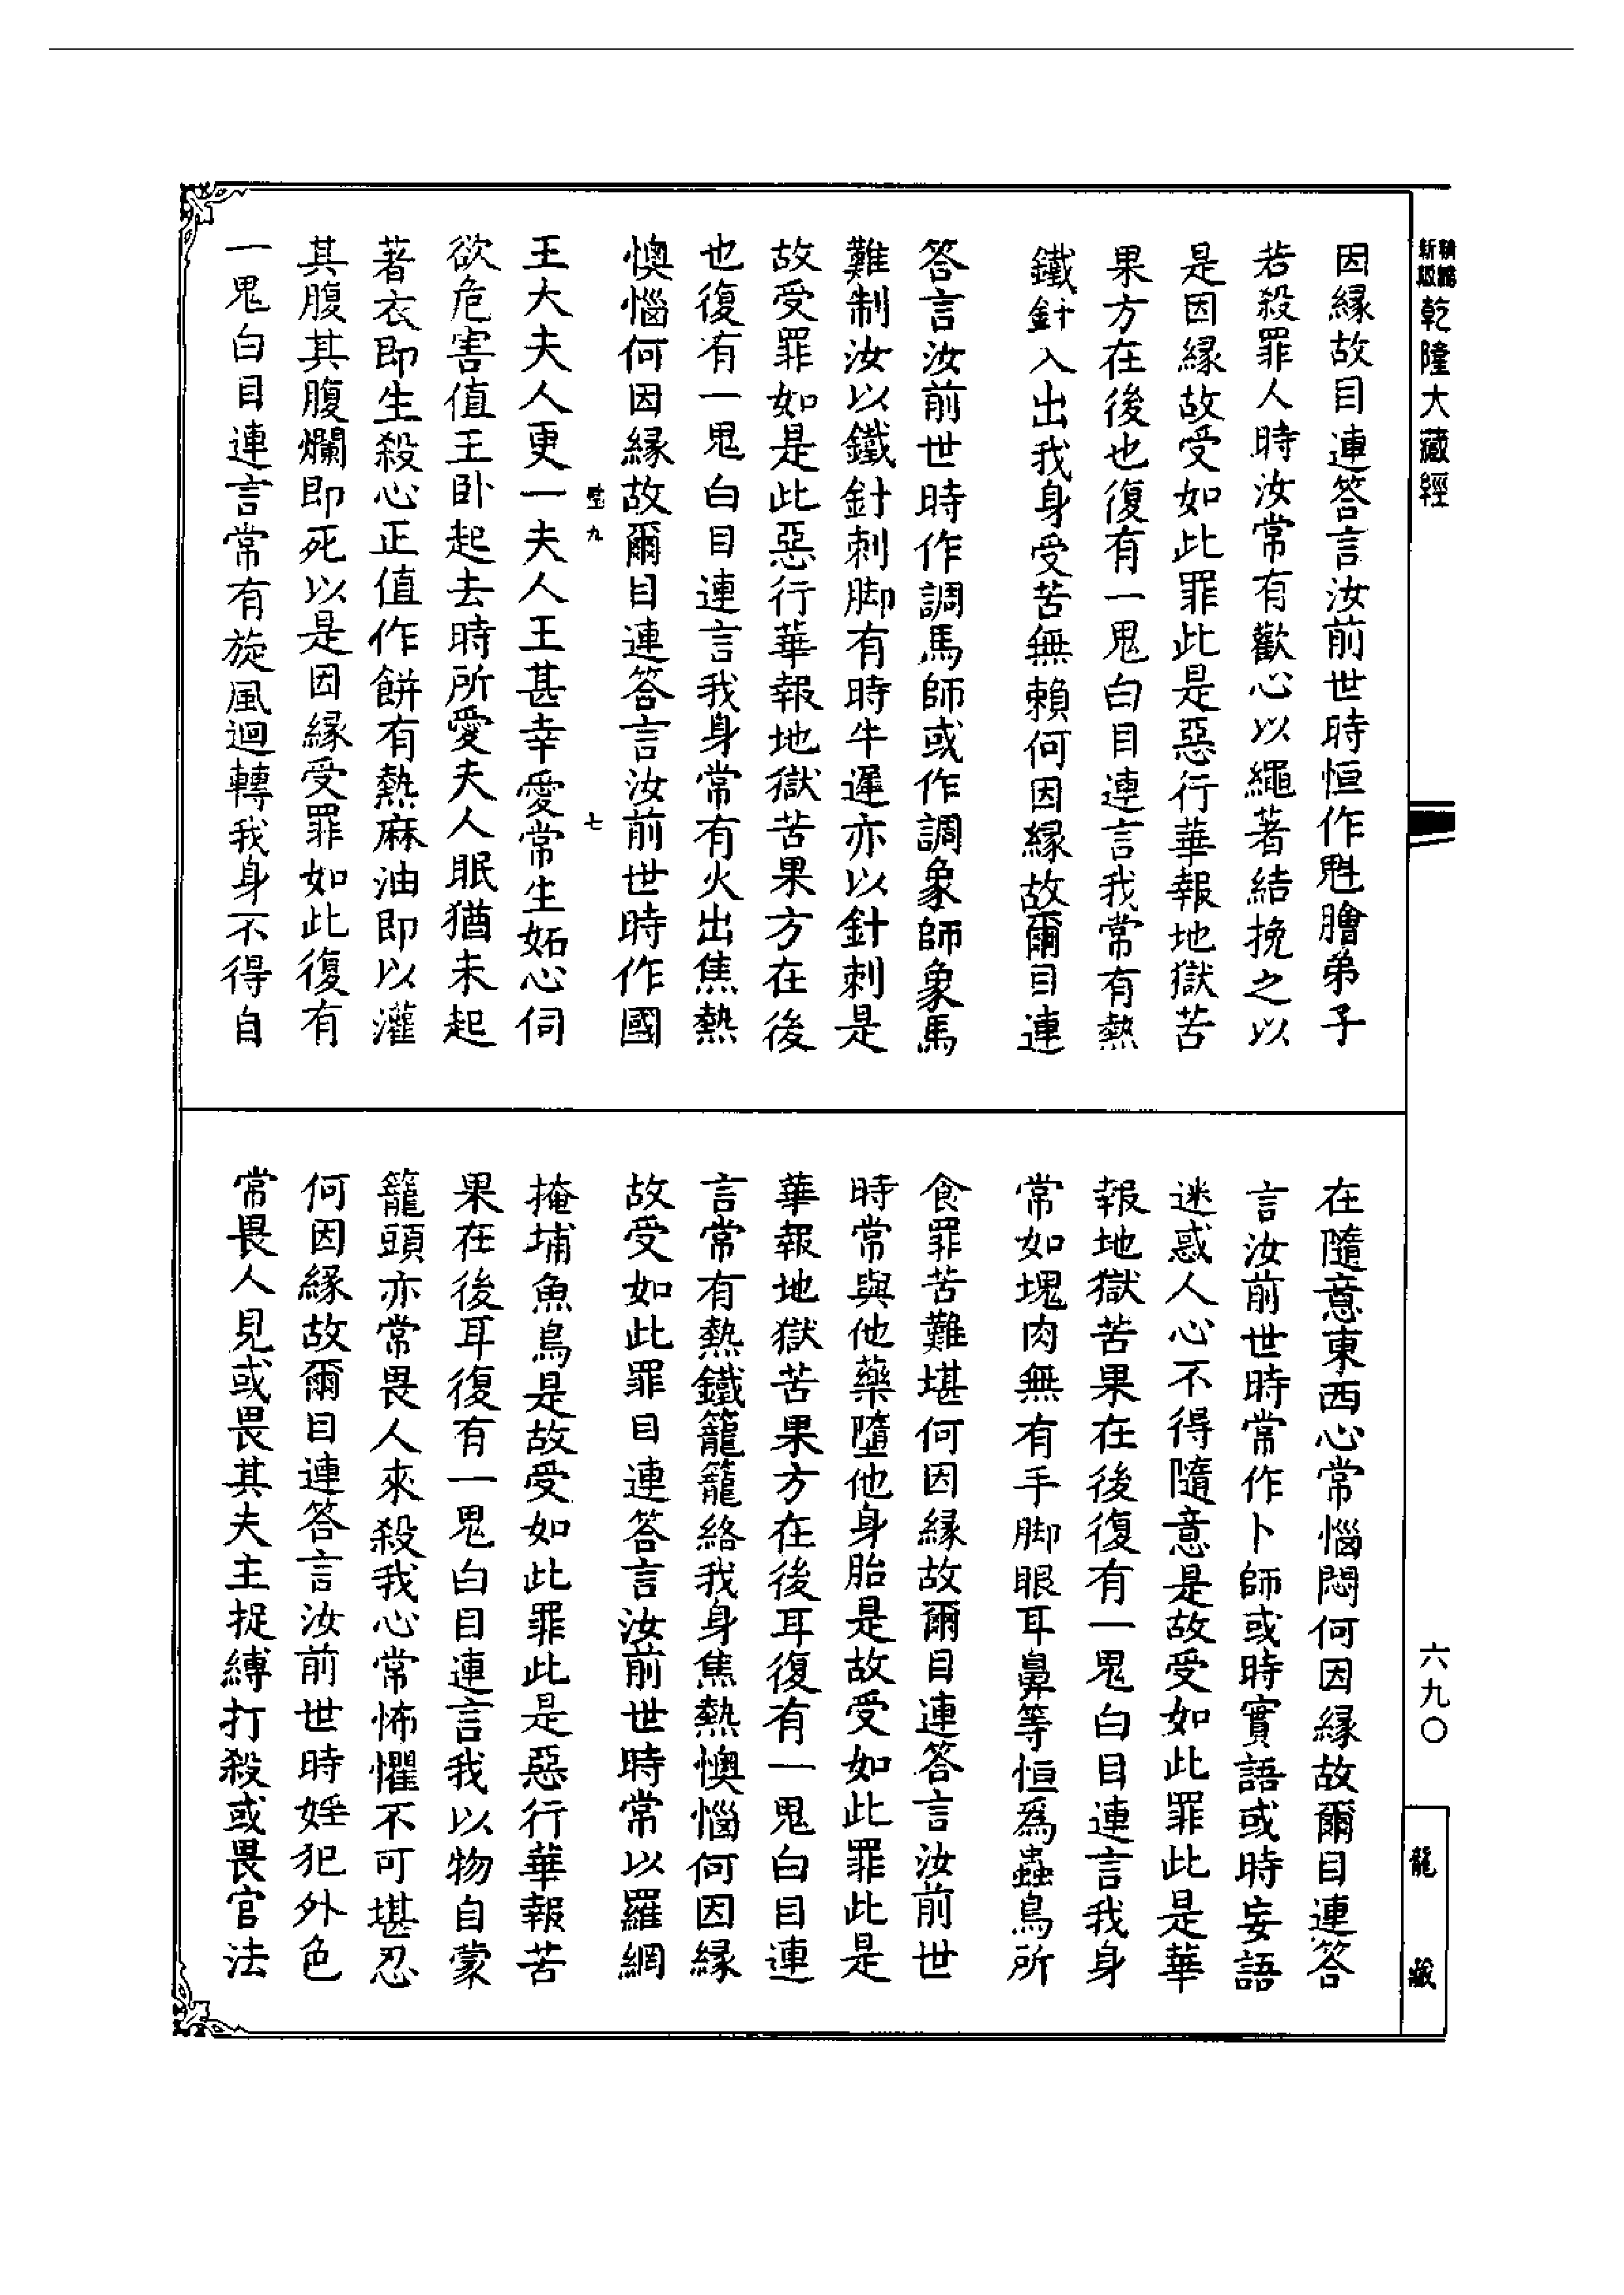 新版乾隆大藏經
因縁故目連答言汝前世時恒作魁膾弟子
若殺罪人時汝常有歡心以繩著結挽之以
是因縁故受如此罪此是惡行華報地獄苦
果方在後也復有一鬼白目連言我常有熱
鐵針入出我身受苦無賴何因縁故爾目連
答言汝前世時作調馬師或作調象師象馬
難制汝以鐵針刺脚有時牛遲亦以針刺是
故受罪如是此惡行華報地獄苦果方在後
也復有一鬼白目連言我身常有火出焦熱
懊惱何因縁故爾目連答言汝前世時作國
九 七
王大夫人更一夫人王甚幸愛常生妬心伺
欲危害值王卧起去時所愛夫人眠猶未起
著衣即生殺心正值作餅有熱麻油即以灌
其腹其腹爛即死以是因縁受罪如此復有
一鬼白目連言常有旋風迴轉我身不得自
在隨意東西心常惱悶何因縁故爾目連答
言汝前世時常作卜師或時實語或時妄語
迷惑人心不得隨意是故受如此罪此是華
報地獄苦果在後復有一鬼白目連言我身
常如塊肉無有手脚眼耳鼻等恒爲蟲鳥所
食罪苦難堪何因縁故爾目連答言汝前世
時常與他藥墮他身胎是故受如此罪此是
華報地獄苦果方在後耳復有一鬼白目連
言常有熱鐵籠籠絡我身焦熱懊惱何因縁
故受如此罪目連答言汝前世時常以羅網
掩埔魚鳥是故受如此罪此是惡行華報苦
果在後耳復有一鬼白目連言我以物自蒙
籠頭亦常畏人來殺我心常怖懼不可堪忍
何因縁故爾目連答言汝前世時婬犯外色
常畏人見或畏其夫主捉縛打殺或畏官法
六九〇
龍藏